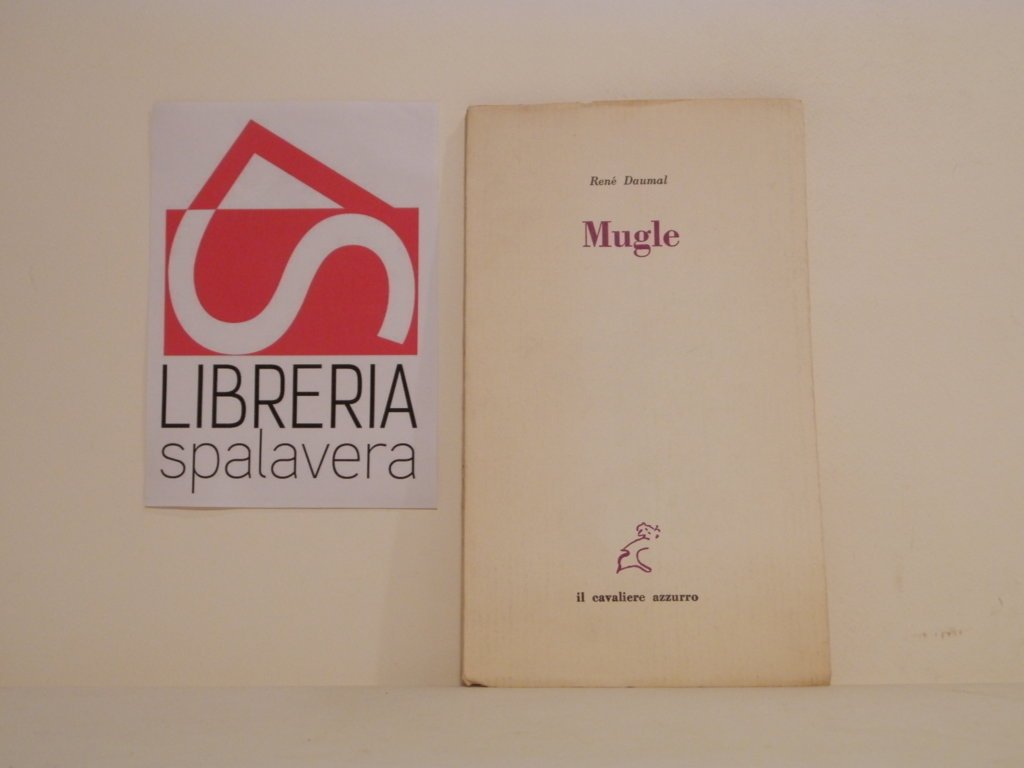 LIBRERIA
spalavera
René Daumal
Mugle
il cavaliere azzurro